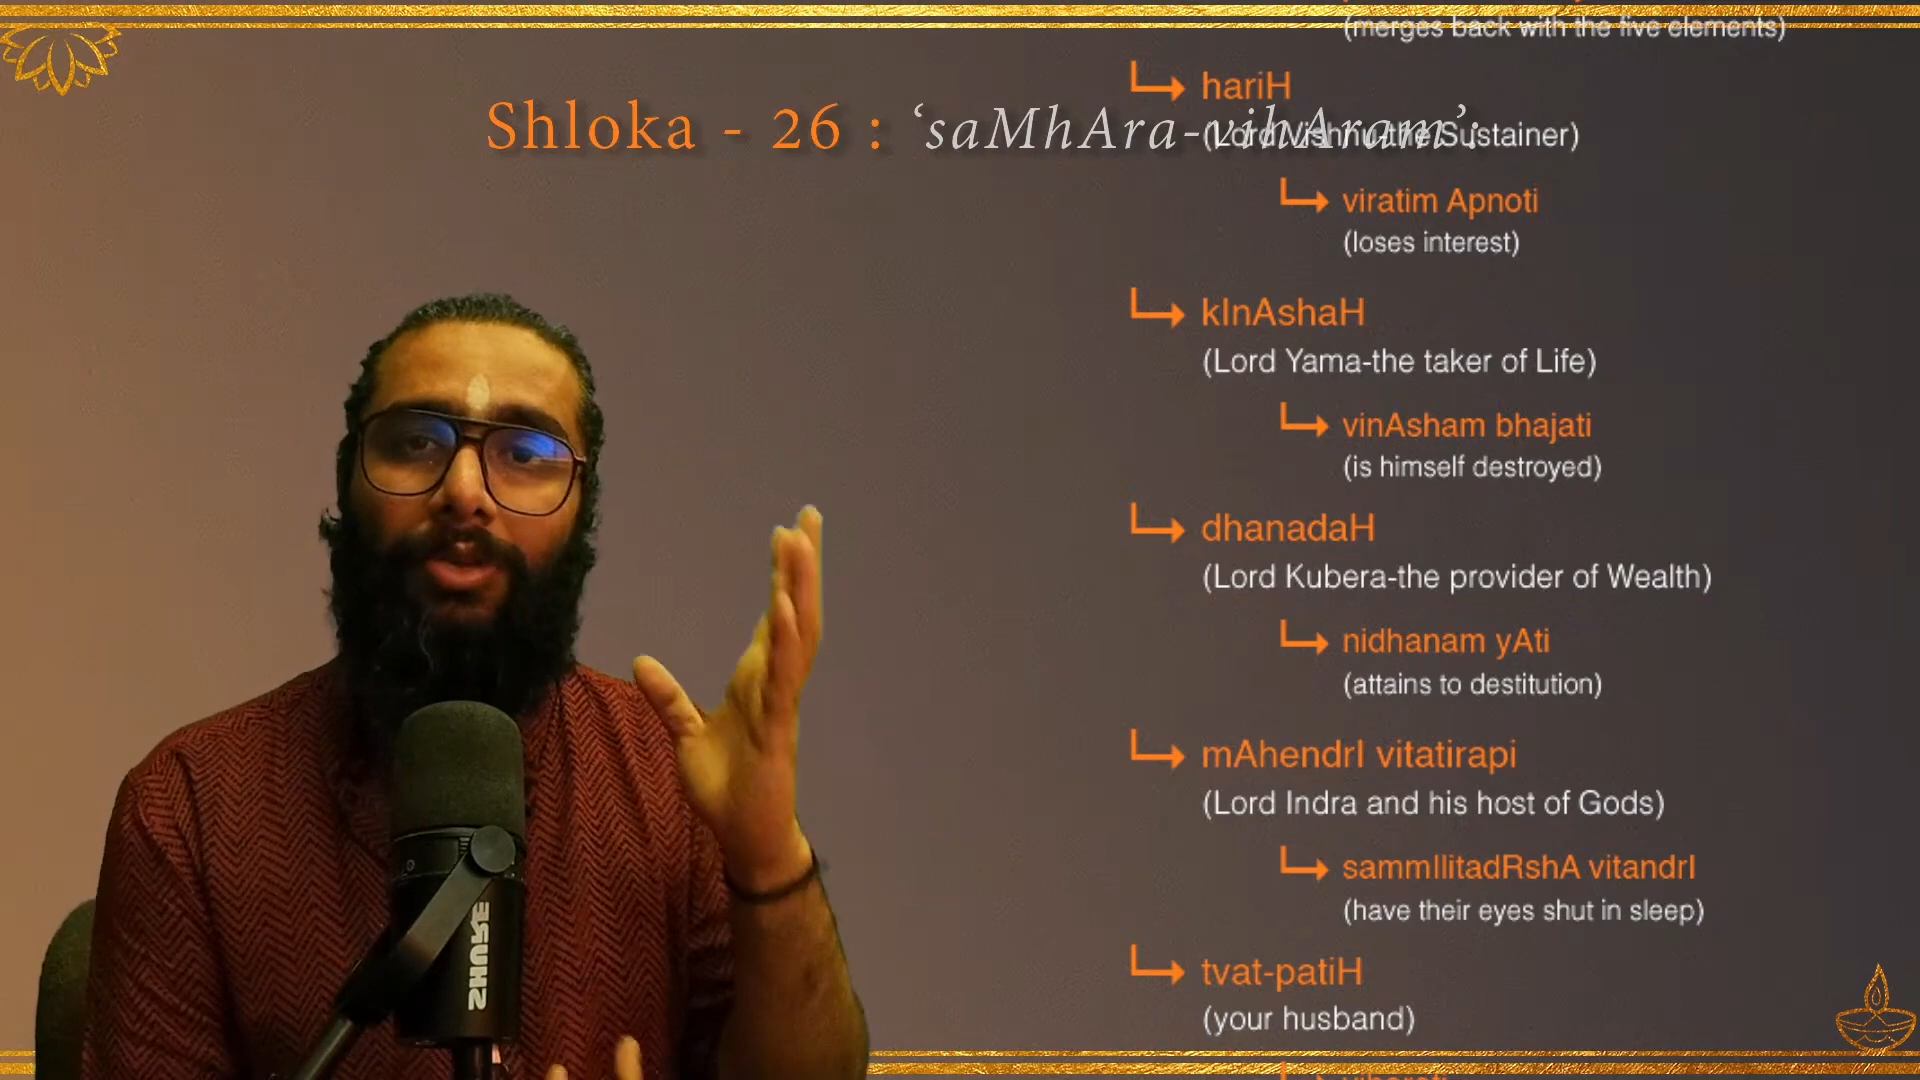 (merges back with the five elements)
hariH
Shloka - 26 : ‘saMhAra-vihAram’:
(Lord Vishnu-the Sustainer)
viratim Apnoti
(loses interest)
kInAshaH
(Lord Yama-the taker of Life)
vinAsham bhajati
(is himself destroyed)
dhanadaH
(Lord Kubera-the provider of Wealth)
nidhanam yAti
(attains to destitution)
mAhendrI vitatirapi
(Lord Indra and his host of Gods)
sammIlitadRshA vitandrI
(have their eyes shut in sleep)
tvat-patiH
(your husband)
SHURE